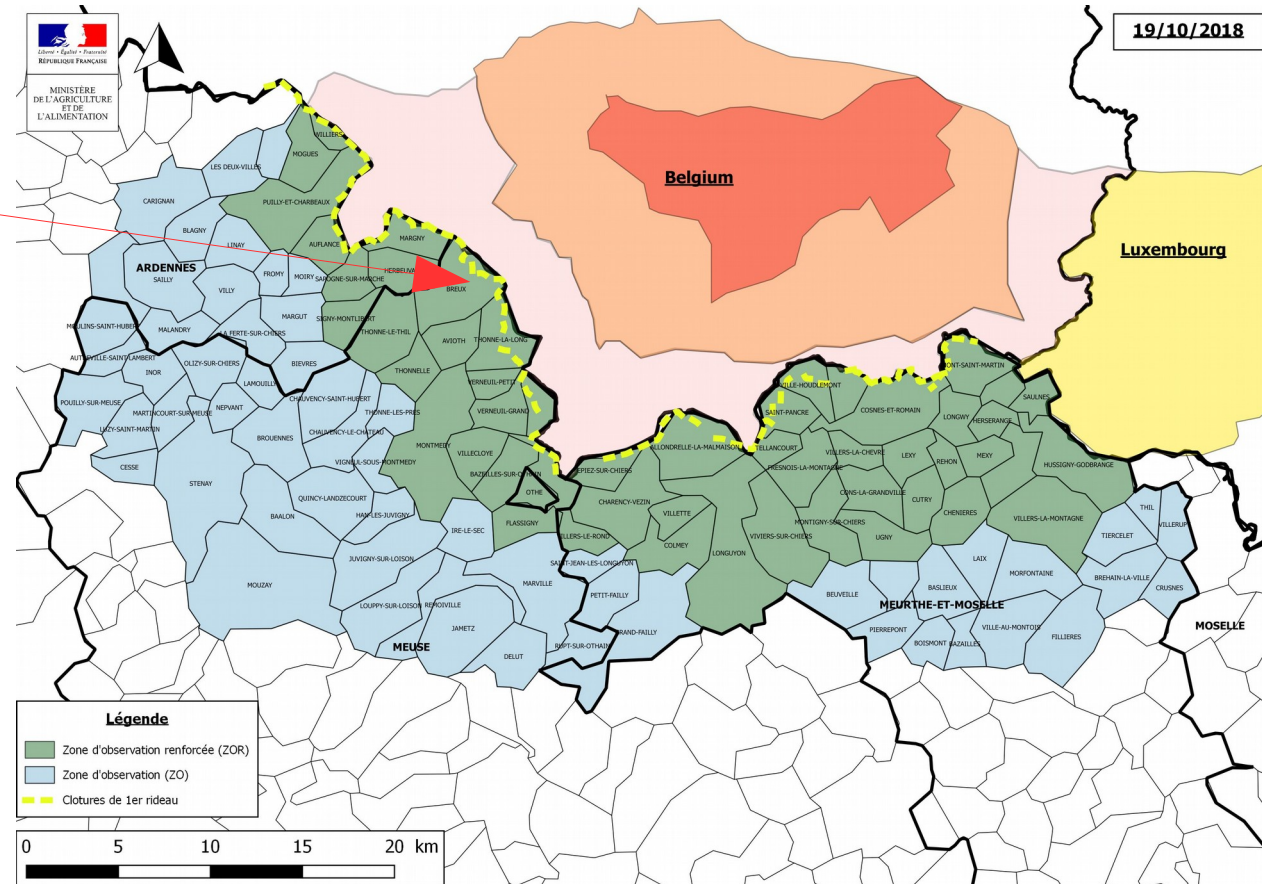 Liberté • Égalité • Fraternité
RÉPUBLIQUE FRANÇAISE
MINISTÈRE
DE L'AGRICULTURE
ET DE
L'ALIMENTATION
19/10/2018
Belgium
Luxembourg
WILLIERS
MOGUES
LES DEUX-VILLES
CARIGNAN
PUILLY-ET-CHARBEAUX
BLAGNY
LINAY
AUFLANCE
MARGNY
ARDENNES
SAILLY
FROMY
MOIRY
SAPOGNE-SUR-MARCHE
HERBEUVA
BREUX
VILLY
MARGUT
SIGNY-MONTLIBERT
MOULINS-SAINT-HUBER
MALANDRY
LA FERTE-SUR-CHIERS
THONNE-LE-THIL
AVIOTH
THONNE-LA-LONG
AUTREVILLE-SAINT-LAMBERT
INOR
OLIZY-SUR-CHIERS
BIEVRES
THONNELLE
POUILLY-SUR-MEUSE
LAMOUILLY
CHAUVENCY-SAINT-HUBERT
VERNEUIL-PETIT
MARTINCOURT-SUR-MEUSE
NEPVANT
THONNE-LES-PRES
VERNEUIL-GRAND
LUZY-SAINT-MARTIN
BROUENNES
CHAUVENCY-LE-CHATEAU
MONTMEDY
VILLECLOYE
CESSE
VIGNEUL-SOUS-MONTMEDY
BAZEILLES-SUR-OTHAIN
STENAY
QUINCY-LANDZECOURT
OTHE
BAALON
HAN-LES-JUVIGNY
IRE-LE-SEC
FLASSIGNY
JUVIGNY-SUR-LOISON
MARVILLE
MOUZAY
LOUPPY-SUR-LOISON
REMOIVILLE
JAMETZ
MEUSE
DELUT
RUPT-SUR-OTHAIN
MONT-SAINT-MARTIN
VILLE-HOUDLEMONT
SAULNES
SAINT-PANCRE
COSNES-ET-ROMAIN
LONGWY
HERSERANGE
ALLONDRELLE-LA-MALMAISON
TELLANCOURT
VILLERS-LA-CHEVRE
LEXY
REHON
MEXY
HUSSIGNY-GODBRANGE
EPIEZ-SUR-CHIERS
FRESNOIS-LA-MONTAGNE
CONS-LA-GRANDVILLE
CUTRY
CHARENCY-VEZIN
VILLETTE
MONTIGNY-SUR-CHIERS
CHENIERES
VILLERS-LA-MONTAGNE
THIL
VILLERUP
VILLERS-LE-ROND
COLMEY
LONGUYON
VIVIERS-SUR-CHIERS
UGNY
TIERCELET
SAINT-JEAN-LES-LONGUYON
LAIX
MORFONTAINE
BREHAIN-LA-VILLE
CRUSNES
PETIT-FAILLY
BEUVEILLE
BASLIEUX
MEURTHE-ET-MOSELLE
GRAND-FAILLY
PIERREPONT
BOISMONT
BAZAILLES
VILLE-AU-MONTOIS
FILLIERES
MOSELLE
Légende
Zone d'observation renforcée (ZOR)
Zone d'observation (ZO)
Clotures de 1er rideau
0 5 10 15 20 km